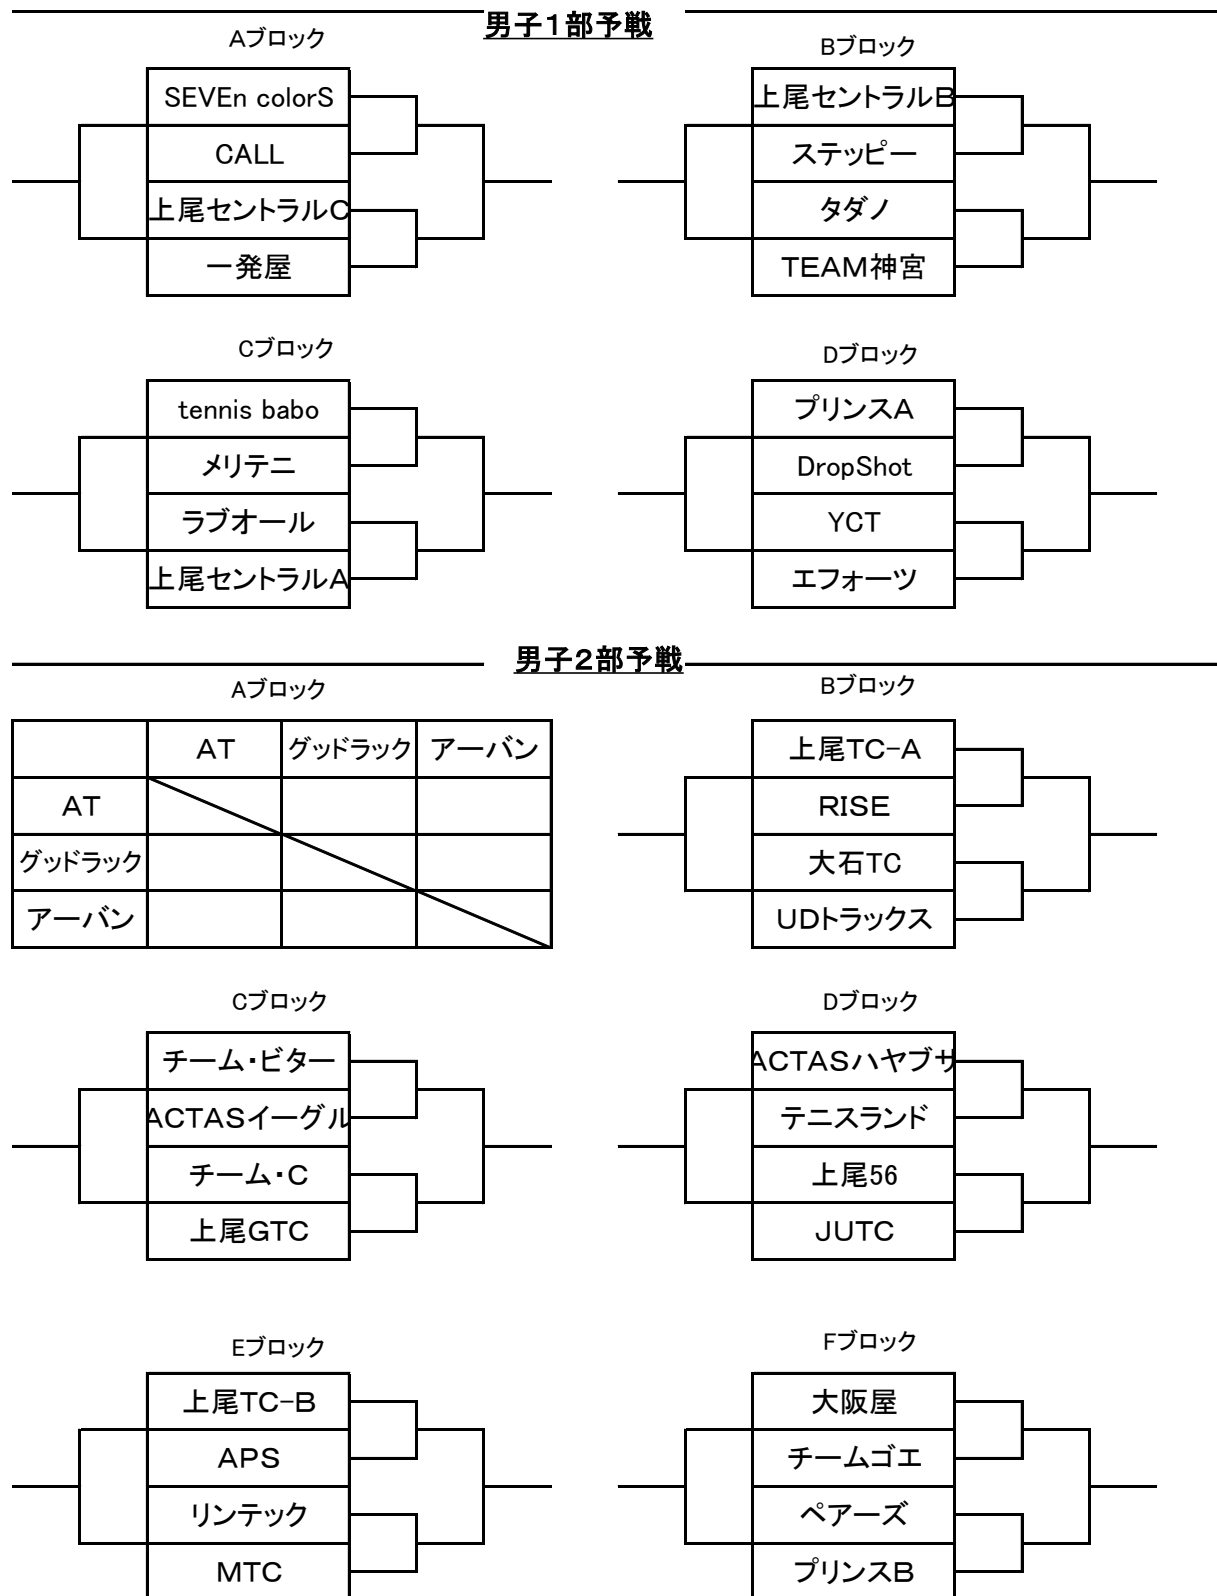 男子１部予戦
Aブロック
SEVEn colorS
CALL
上尾セントラルC
一発屋
Bブロック
上尾セントラルB
ステッピー
タダノ
TEAM神宮
Cブロック
tennis babo
メリテニ
ラブオール
上尾セントラルA
Dブロック
プリンスA
DropShot
YCT
エフォーツ
男子２部予戦
Aブロック
AT グッドラック アーバン
AT
グッドラック
アーバン
Bブロック
上尾TC-A
RISE
大石TC
UDトラックス
Cブロック
チーム・ビター
ACTASイーグル
チーム・C
上尾GTC
Dブロック
ACTASハヤブサ
テニスランド
上尾56
JUTC
Eブロック
上尾TC-B
APS
リンテック
MTC
Fブロック
大阪屋
チームゴエ
ペアーズ
プリンスB